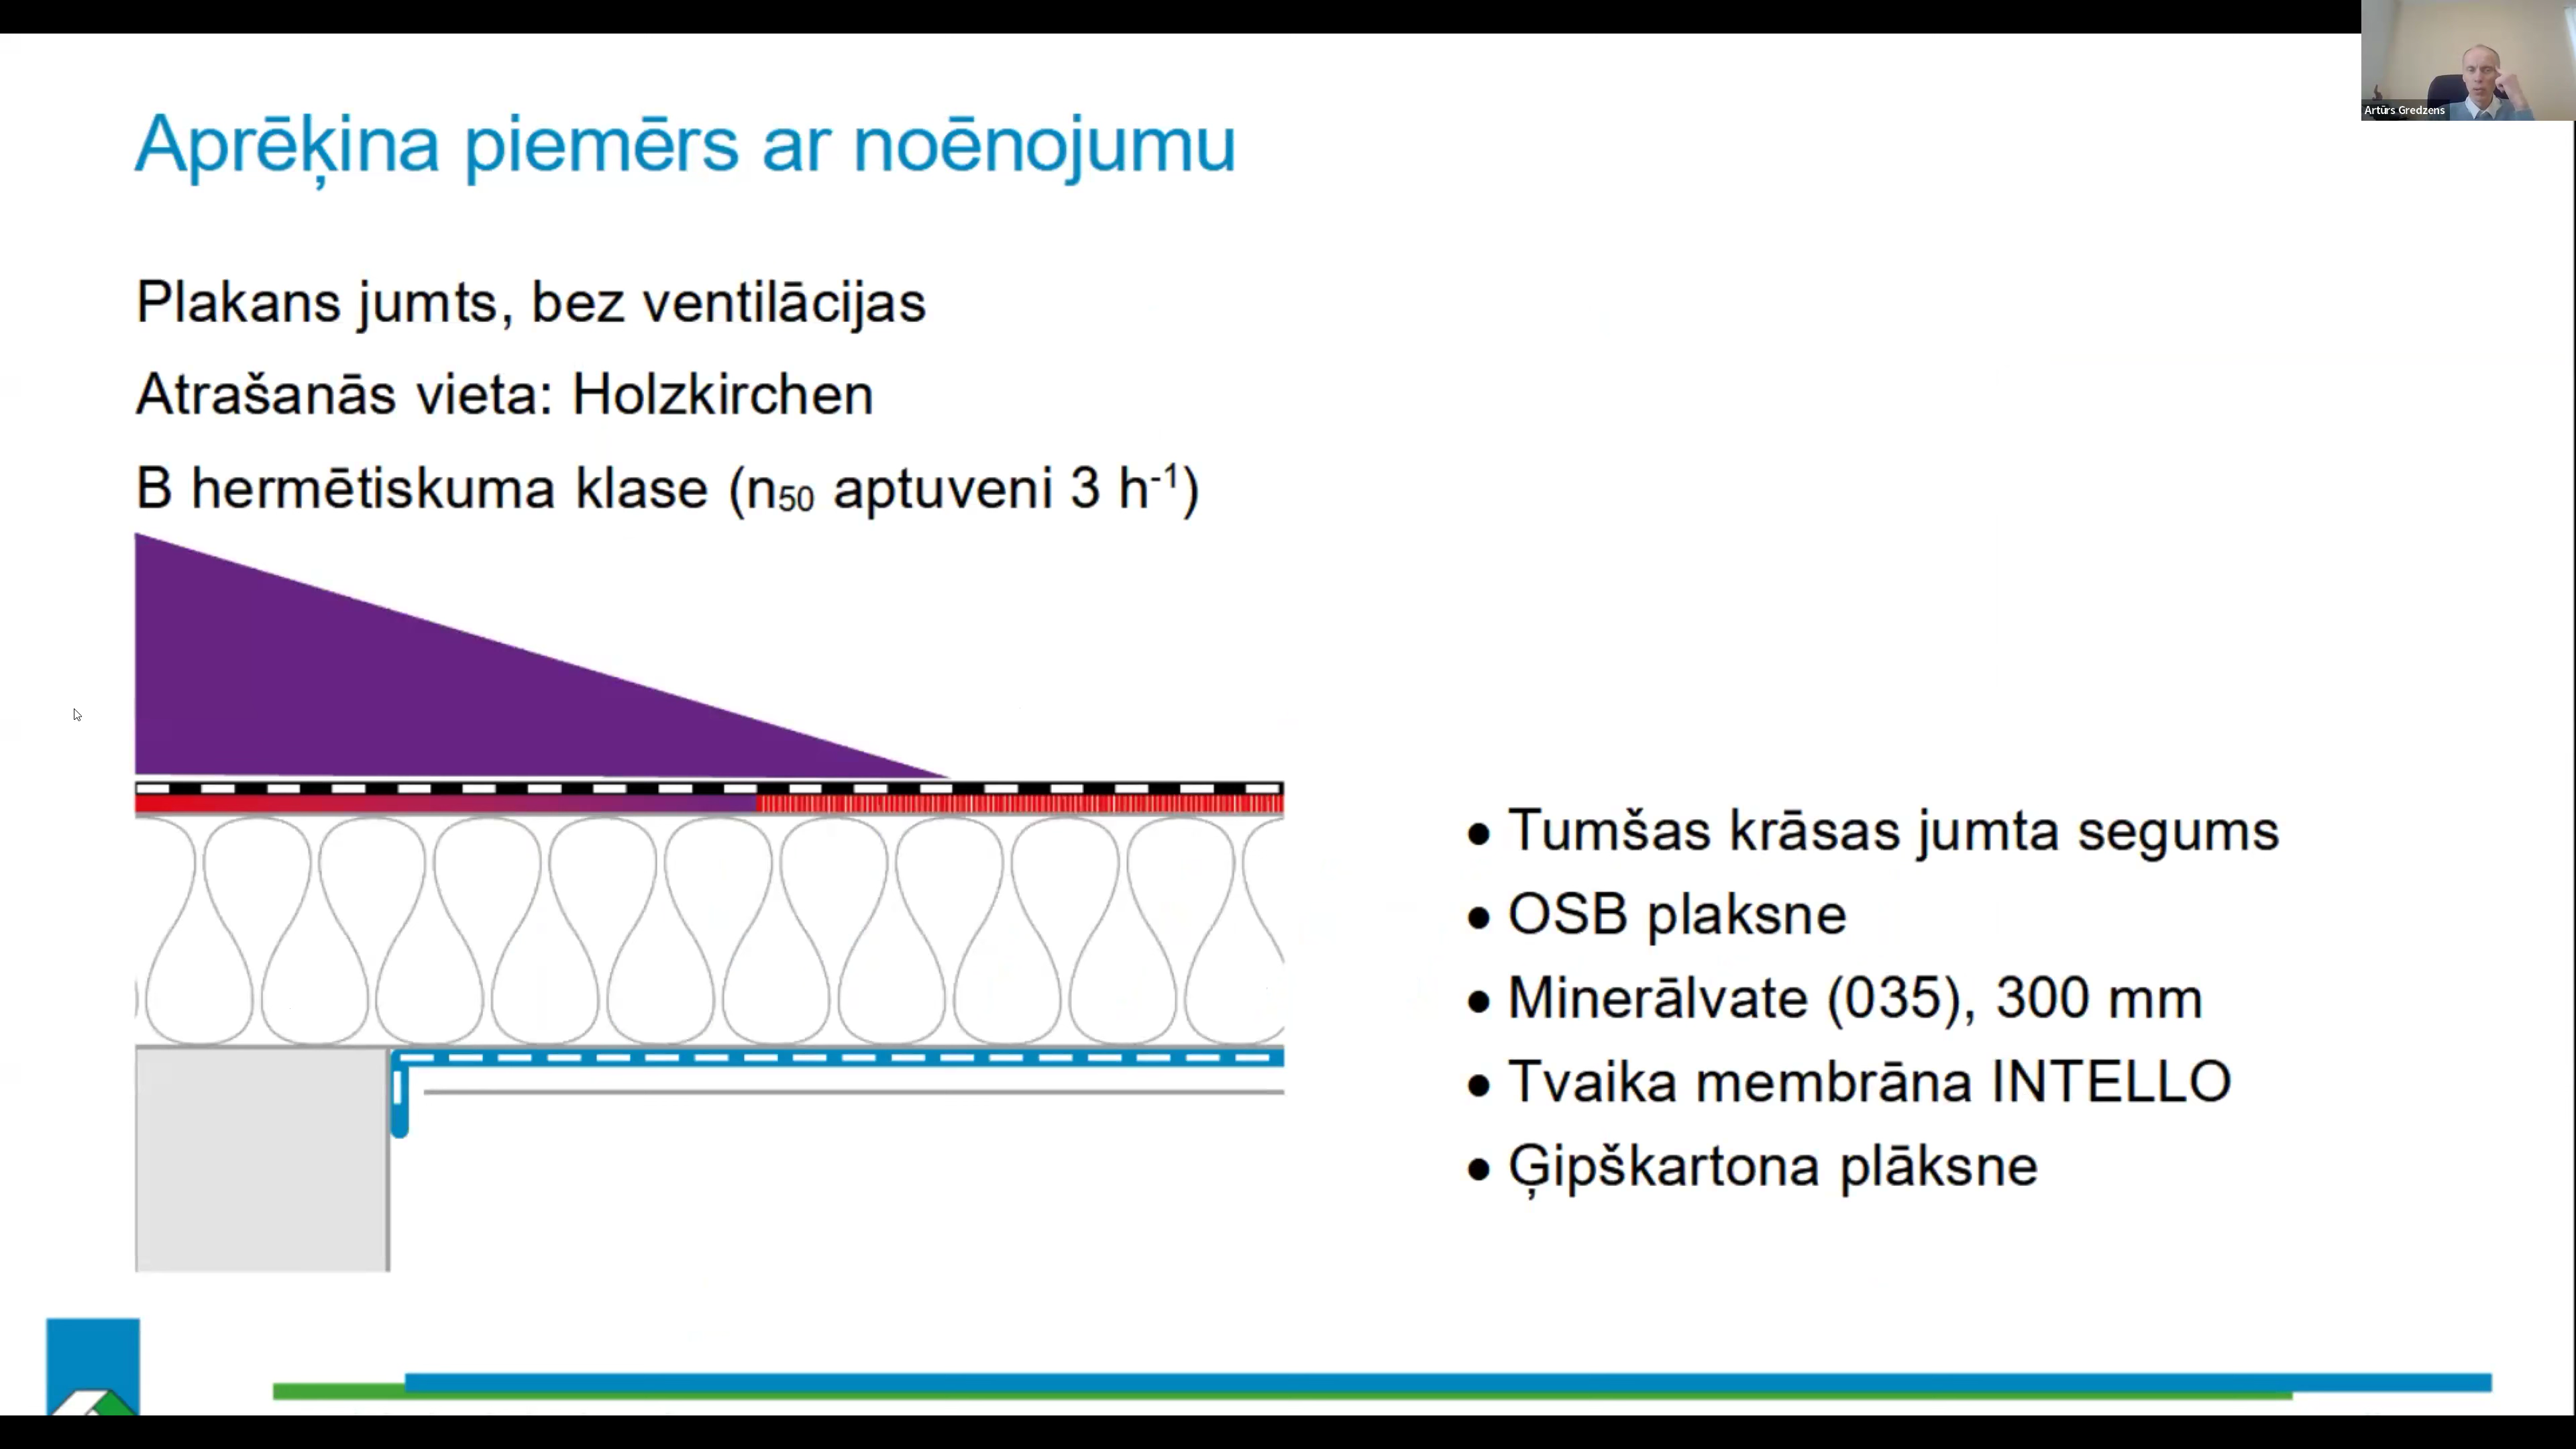 Artūrs Gredzens
Aprēķina piemērs ar noēnojumu
Plakans jumts, bez ventilācijas
Atrašanās vieta: Holzkirchen
B hermētiskuma klase (n50 aptuveni 3 h-1)
• Tumšas krāsas jumta segums
• OSB plaksne
• Minerālvate (035), 300 mm
• Tvaika membrāna INTELLO
• Ģipškartona plāksne